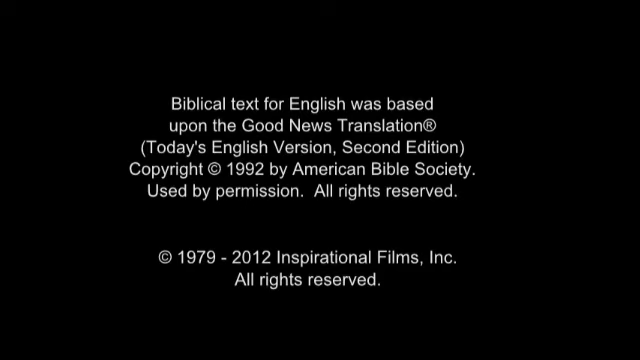 Biblical text for English was based
upon the Good News Translation®
(Today's English Version, Second Edition)
Copyright © 1992 by American Bible Society.
Used by permission.  All rights reserved.
© 1979 - 2012 Inspirational Films, Inc.
All rights reserved.